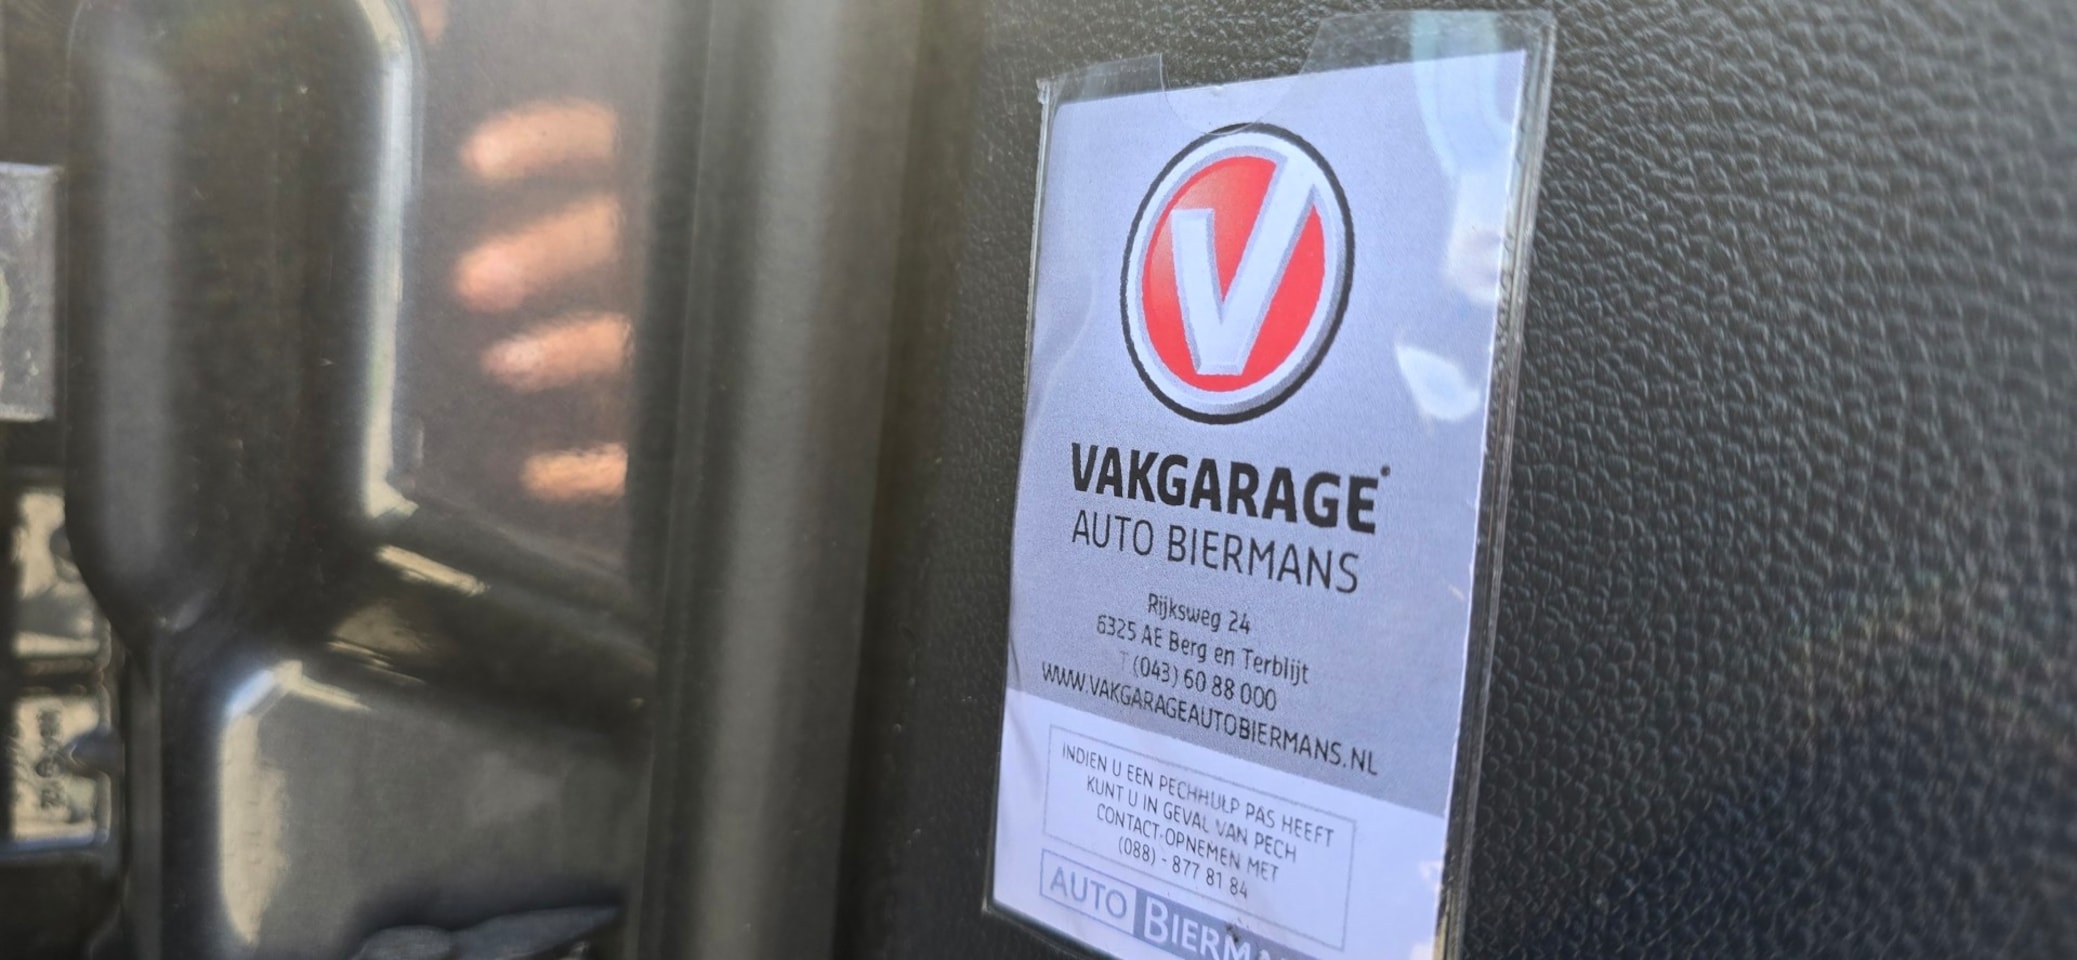 V
VAKGARAGE®
AUTO BIERMANS
Rijksweg 24
6325 AE Berg en Terblijt
T (043) 60 88 000
WWW.VAKGARAGEAUTOBIERMANS.NL
INDIEN U EEN PECHHULP PAS HEEFT
KUNT U IN GEVAL VAN PECH
CONTACT OPNEMEN MET
(088) - 877 81 84
AUTO BIERMA